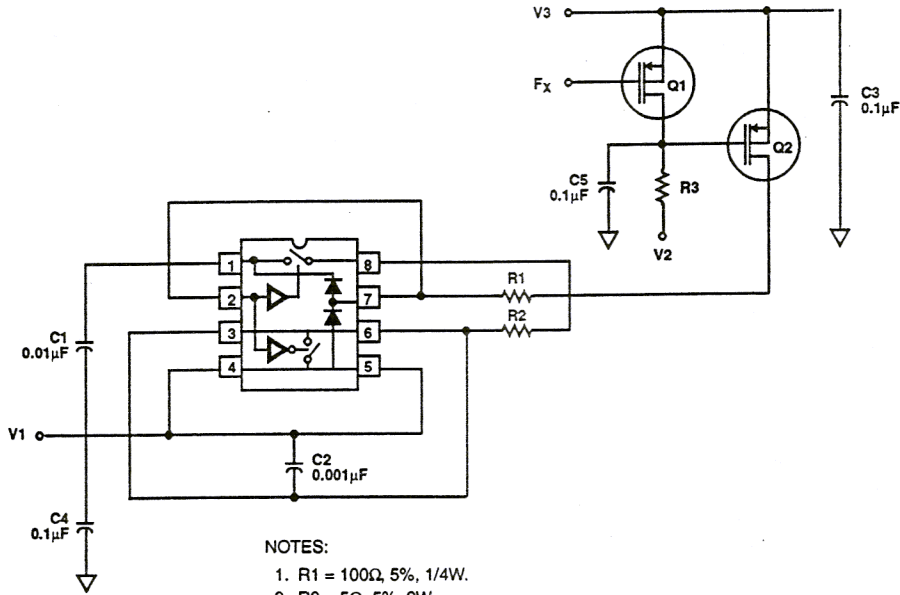 V3
FX
Q1
C3
0.1μF
Q2
C5
0.1μF
R3
V2
1
8
R1
2
7
R2
3
6
C1
0.01μF
4
5
V1
C2
0.001μF
C4
0.1μF
NOTES:
1. R1 = 100Ω, 5%, 1/4W.